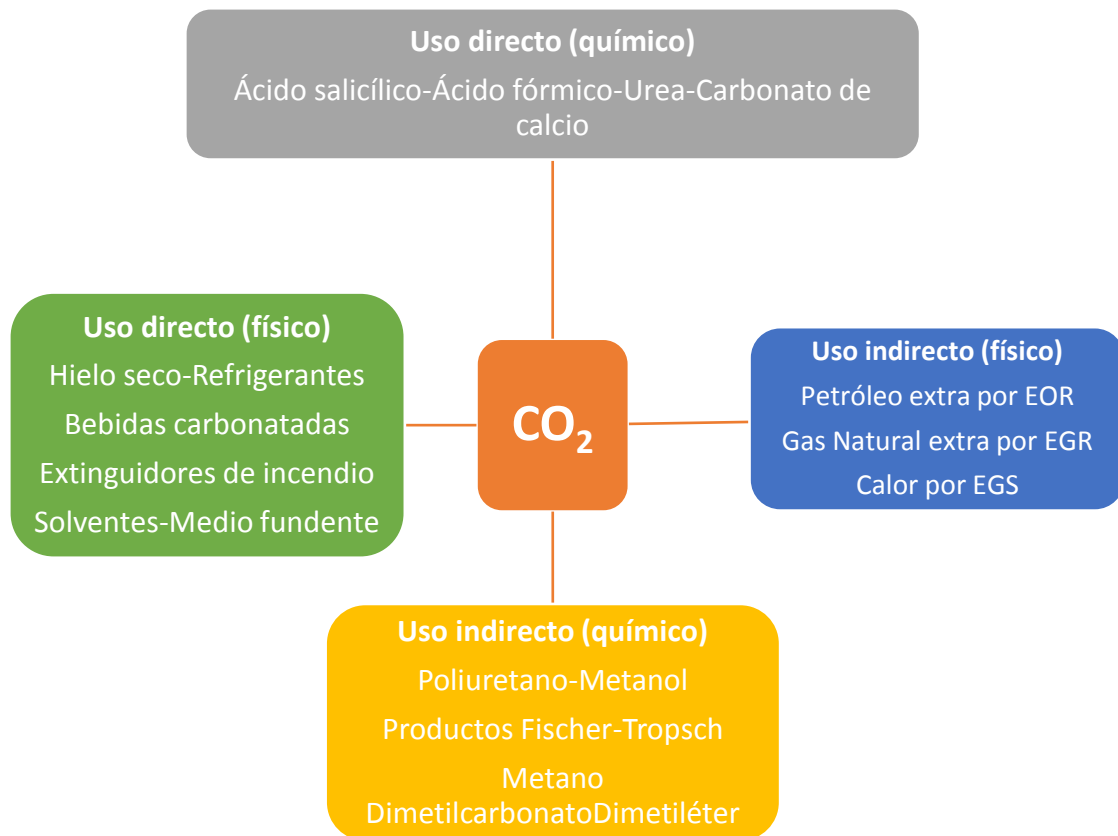 Uso directo (químico)
Ácido salicílico-Ácido fórmico-Urea-Carbonato de
calcio
Uso directo (físico)
Hielo seco-Refrigerantes
Bebidas carbonatadas
Extinguidores de incendio
Solventes-Medio fundente
CO₂
Uso indirecto (físico)
Petróleo extra por EOR
Gas Natural extra por EGR
Calor por EGS
Uso indirecto (químico)
Poliuretano-Metanol
Productos Fischer-Tropsch
Metano
DimetilcarbonatoDimetiléter